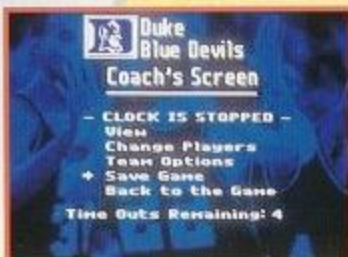 Duke
Blue Devils
Coach's Screen
- CLOCK IS STOPPED -
View
Change Players
Team Options
+ Save Game
Back to the Game
Time Outs Remaining: 4